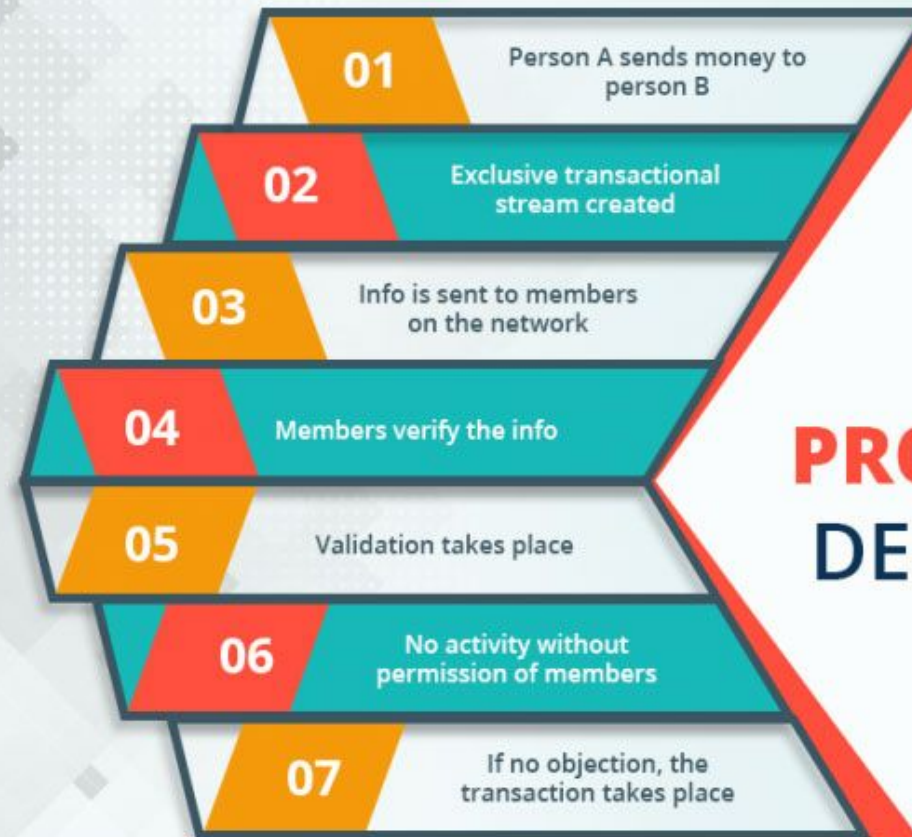 01
Person A sends money to
person B
02
Exclusive transactional
stream created
03
Info is sent to members
on the network
04
Members verify the info
05
Validation takes place
06
No activity without
permission of members
07
If no objection, the
transaction takes place